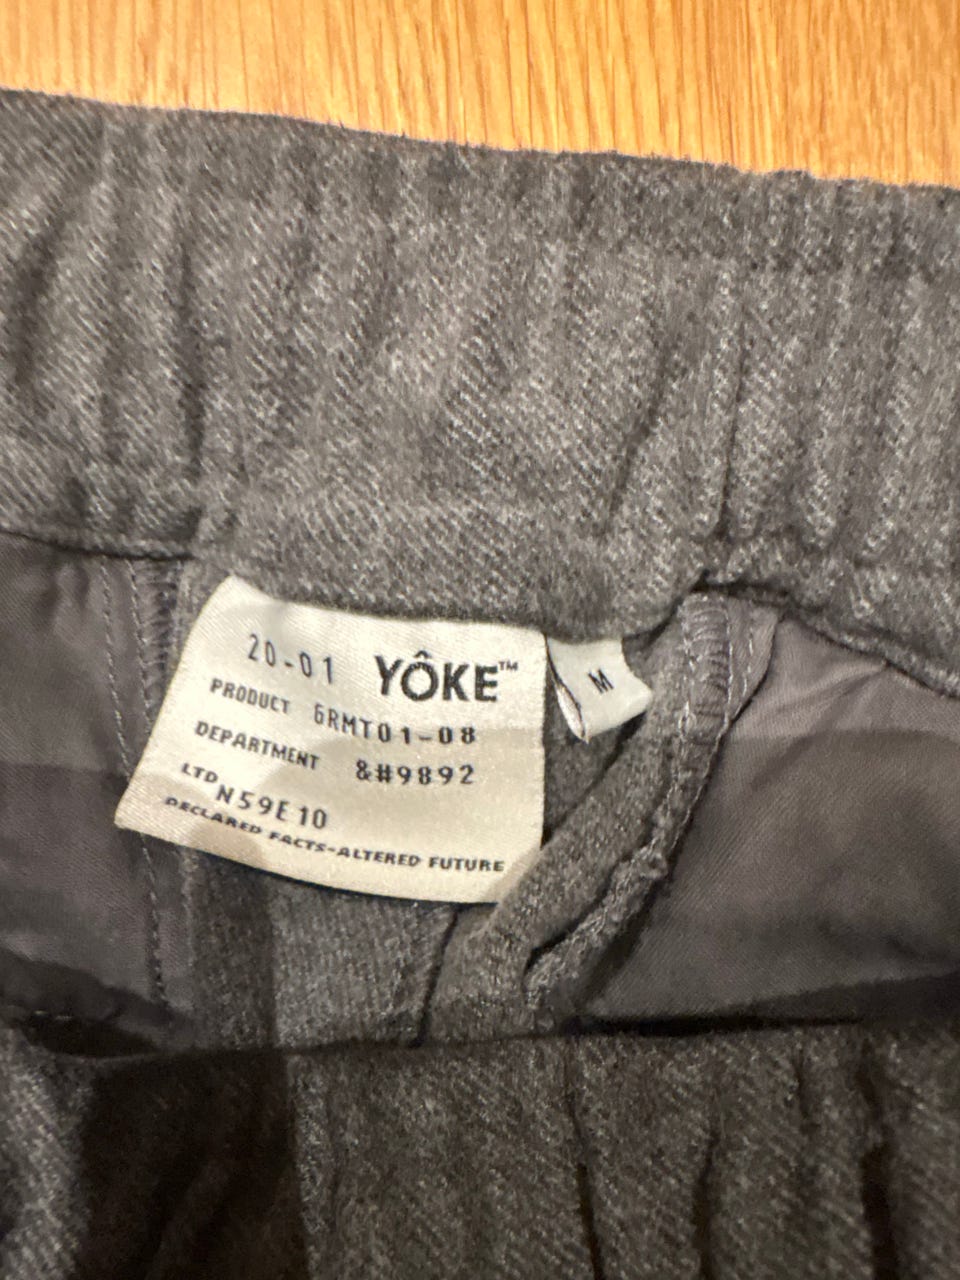 20-01 YÔKE™
PRODUCT GRMT01-08
DEPARTMENT &#9892
LTD N59E10
DECLARED FACTS-ALTERED FUTURE
M